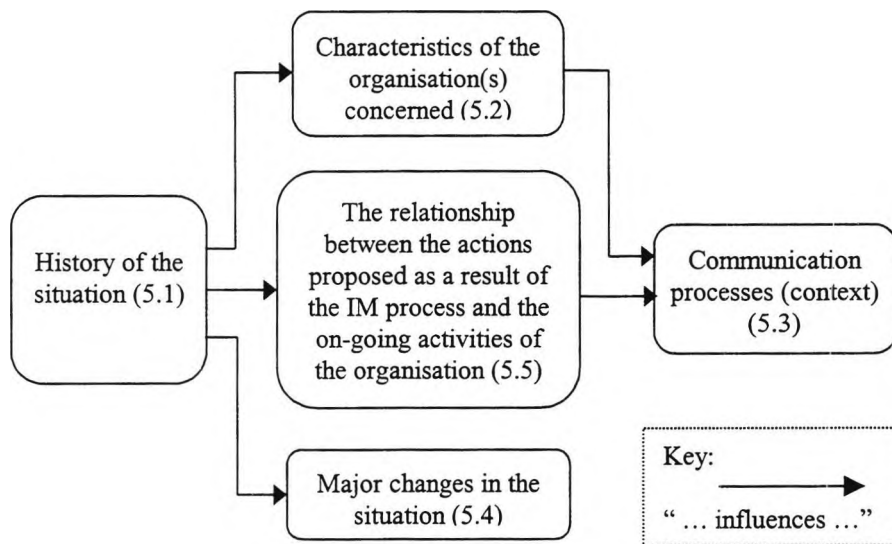 Characteristics of the
organisation(s)
concerned (5.2)
History of the
situation (5.1)
The relationship
between the actions
proposed as a result of
the IM process and the
on-going activities of
the organisation (5.5)
Communication
processes (context)
(5.3)
Major changes in the
situation (5.4)
Key:
“ … influences …”